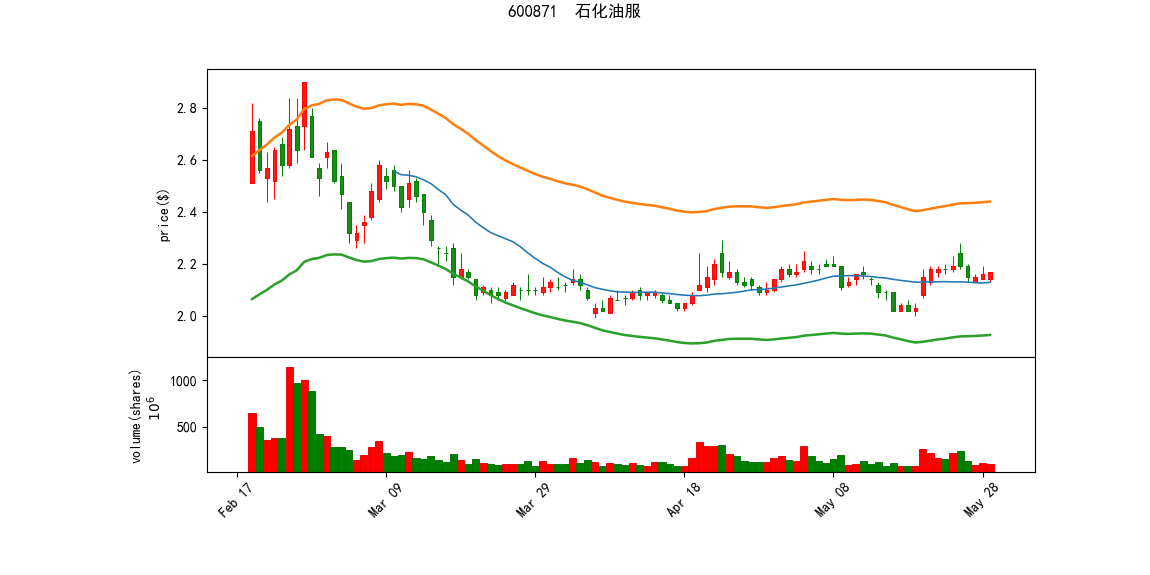 600871 石化油服
price($)
2.8
2.6
2.4
2.2
2.0
volume(shares)
10^6
1000
500
Feb 17
Mar 09
Mar 29
Apr 18
May 08
May 28